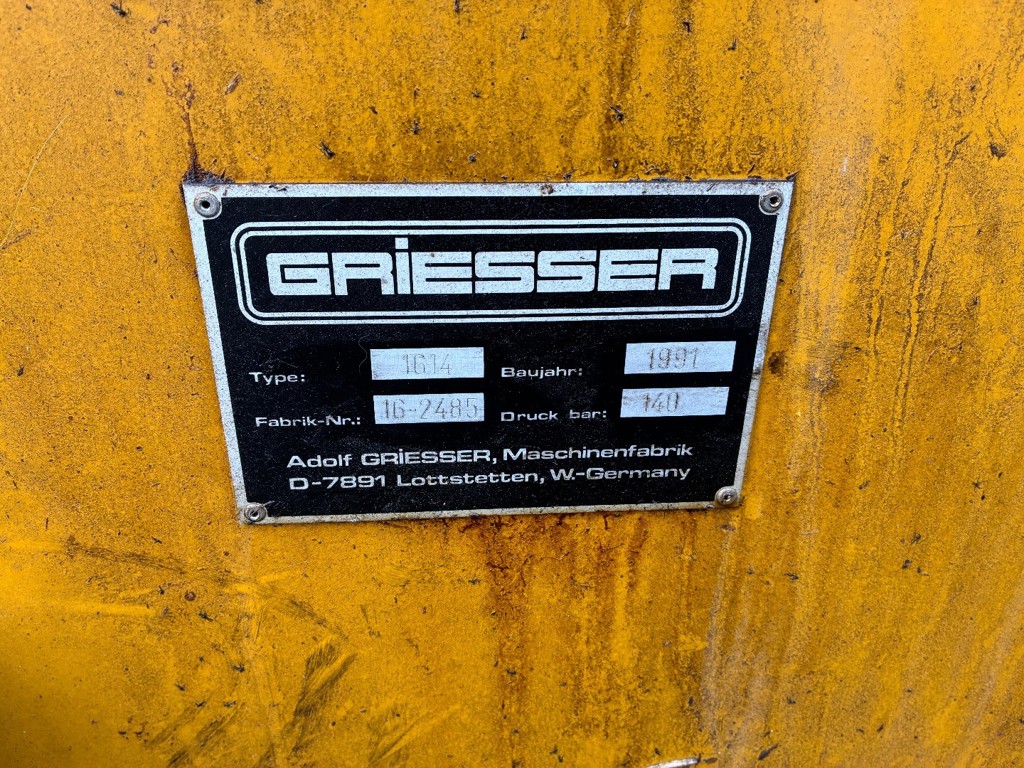 GRiESSER
Type: 1614 Baujahr: 1991
Fabrik-Nr.: 16-2485 Druck bar: 140
Adolf GRiESSER, Maschinenfabrik
D-7891 Lottstetten, W.-Germany